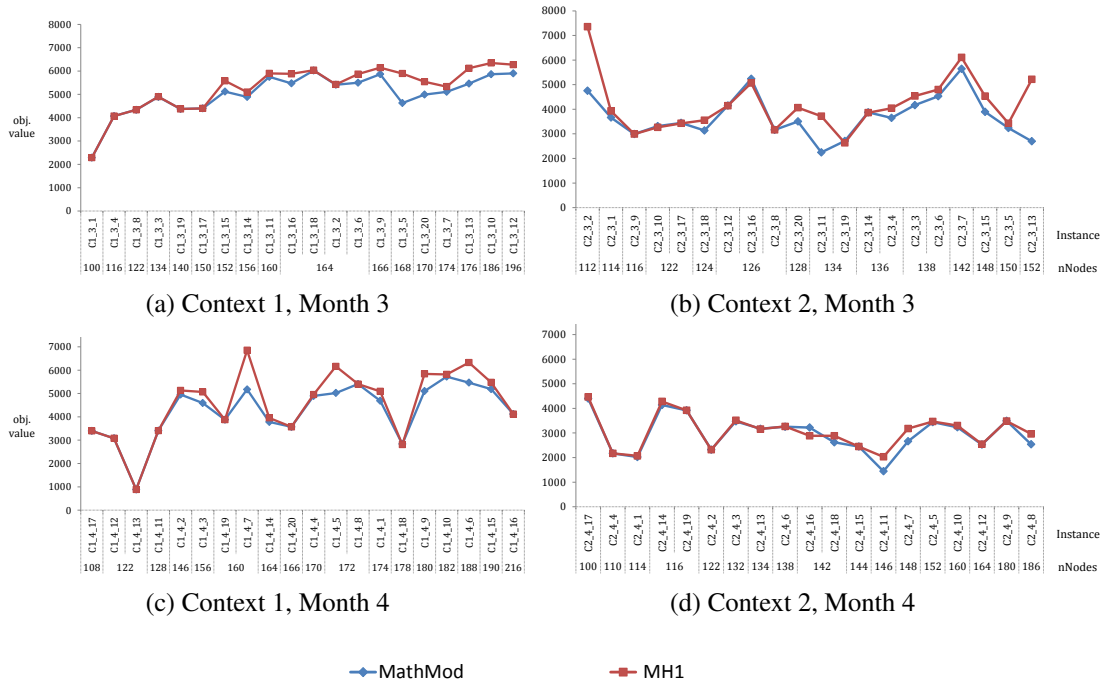 8000
7000
6000
5000
4000
3000
2000
1000
0
obj.
value
C1_3_1 C1_3_4 C1_3_8 C1_3_3 C1_3_19 C1_3_17 C1_3_15 C1_3_14 C1_3_11 C1_3_16 C1_3_18 C1_3_2 C1_3_6 C1_3_9 C1_3_5 C1_3_20 C1_3_7 C1_3_13 C1_3_10 C1_3_12
100 116 122 134 140 150 152 156 160 164 166 168 170 174 176 186 196
(a) Context 1, Month 3
8000
7000
6000
5000
4000
3000
2000
1000
0
C2_3_2 C2_3_1 C2_3_9 C2_3_10 C2_3_17 C2_3_18 C2_3_12 C2_3_16 C2_3_8 C2_3_20 C2_3_11 C2_3_19 C2_3_14 C2_3_4 C2_3_3 C2_3_6 C2_3_7 C2_3_15 C2_3_5 C2_3_13
Instance
112 114 116 122 124 126 128 134 136 138 142 148 150 152
nNodes
(b) Context 2, Month 3
7000
6000
5000
4000
3000
2000
1000
0
obj.
value
C1_4_17 C1_4_12 C1_4_13 C1_4_11 C1_4_2 C1_4_3 C1_4_19 C1_4_7 C1_4_14 C1_4_20 C1_4_4 C1_4_5 C1_4_8 C1_4_1 C1_4_18 C1_4_9 C1_4_10 C1_4_6 C1_4_15 C1_4_16
108 122 128 146 156 160 164 166 170 172 174 178 180 182 188 190 216
(c) Context 1, Month 4
7000
6000
5000
4000
3000
2000
1000
0
C2_4_17 C2_4_4 C2_4_1 C2_4_14 C2_4_19 C2_4_2 C2_4_3 C2_4_13 C2_4_6 C2_4_16 C2_4_18 C2_4_15 C2_4_11 C2_4_7 C2_4_5 C2_4_10 C2_4_12 C2_4_9 C2_4_8
Instance
100 110 114 116 122 132 134 138 142 144 146 148 152 160 164 180 186
nNodes
(d) Context 2, Month 4
MathMod MH1